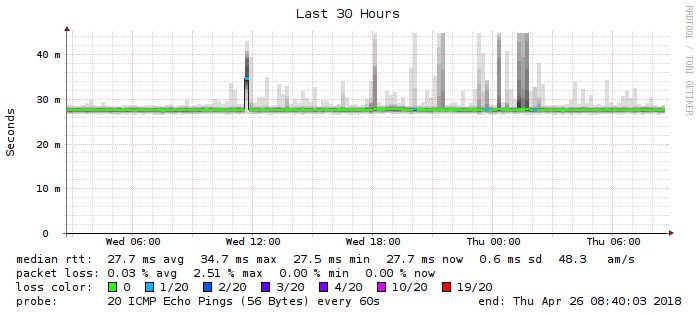 Last 30 Hours
RRDTOOL / TOBI OETIKER
Seconds
40 m
30 m
20 m
10 m
0
Wed 06:00 Wed 12:00 Wed 18:00 Thu 00:00 Thu 06:00
median rtt: 27.7 ms avg 34.7 ms max 27.5 ms min 27.7 ms now 0.6 ms sd 48.3 am/s
packet loss: 0.03 % avg 2.51 % max 0.00 % min 0.00 % now
loss color: 0 1/20 2/20 3/20 4/20 10/20 19/20
probe: 20 ICMP Echo Pings (56 Bytes) every 60s end: Thu Apr 26 08:40:03 2018